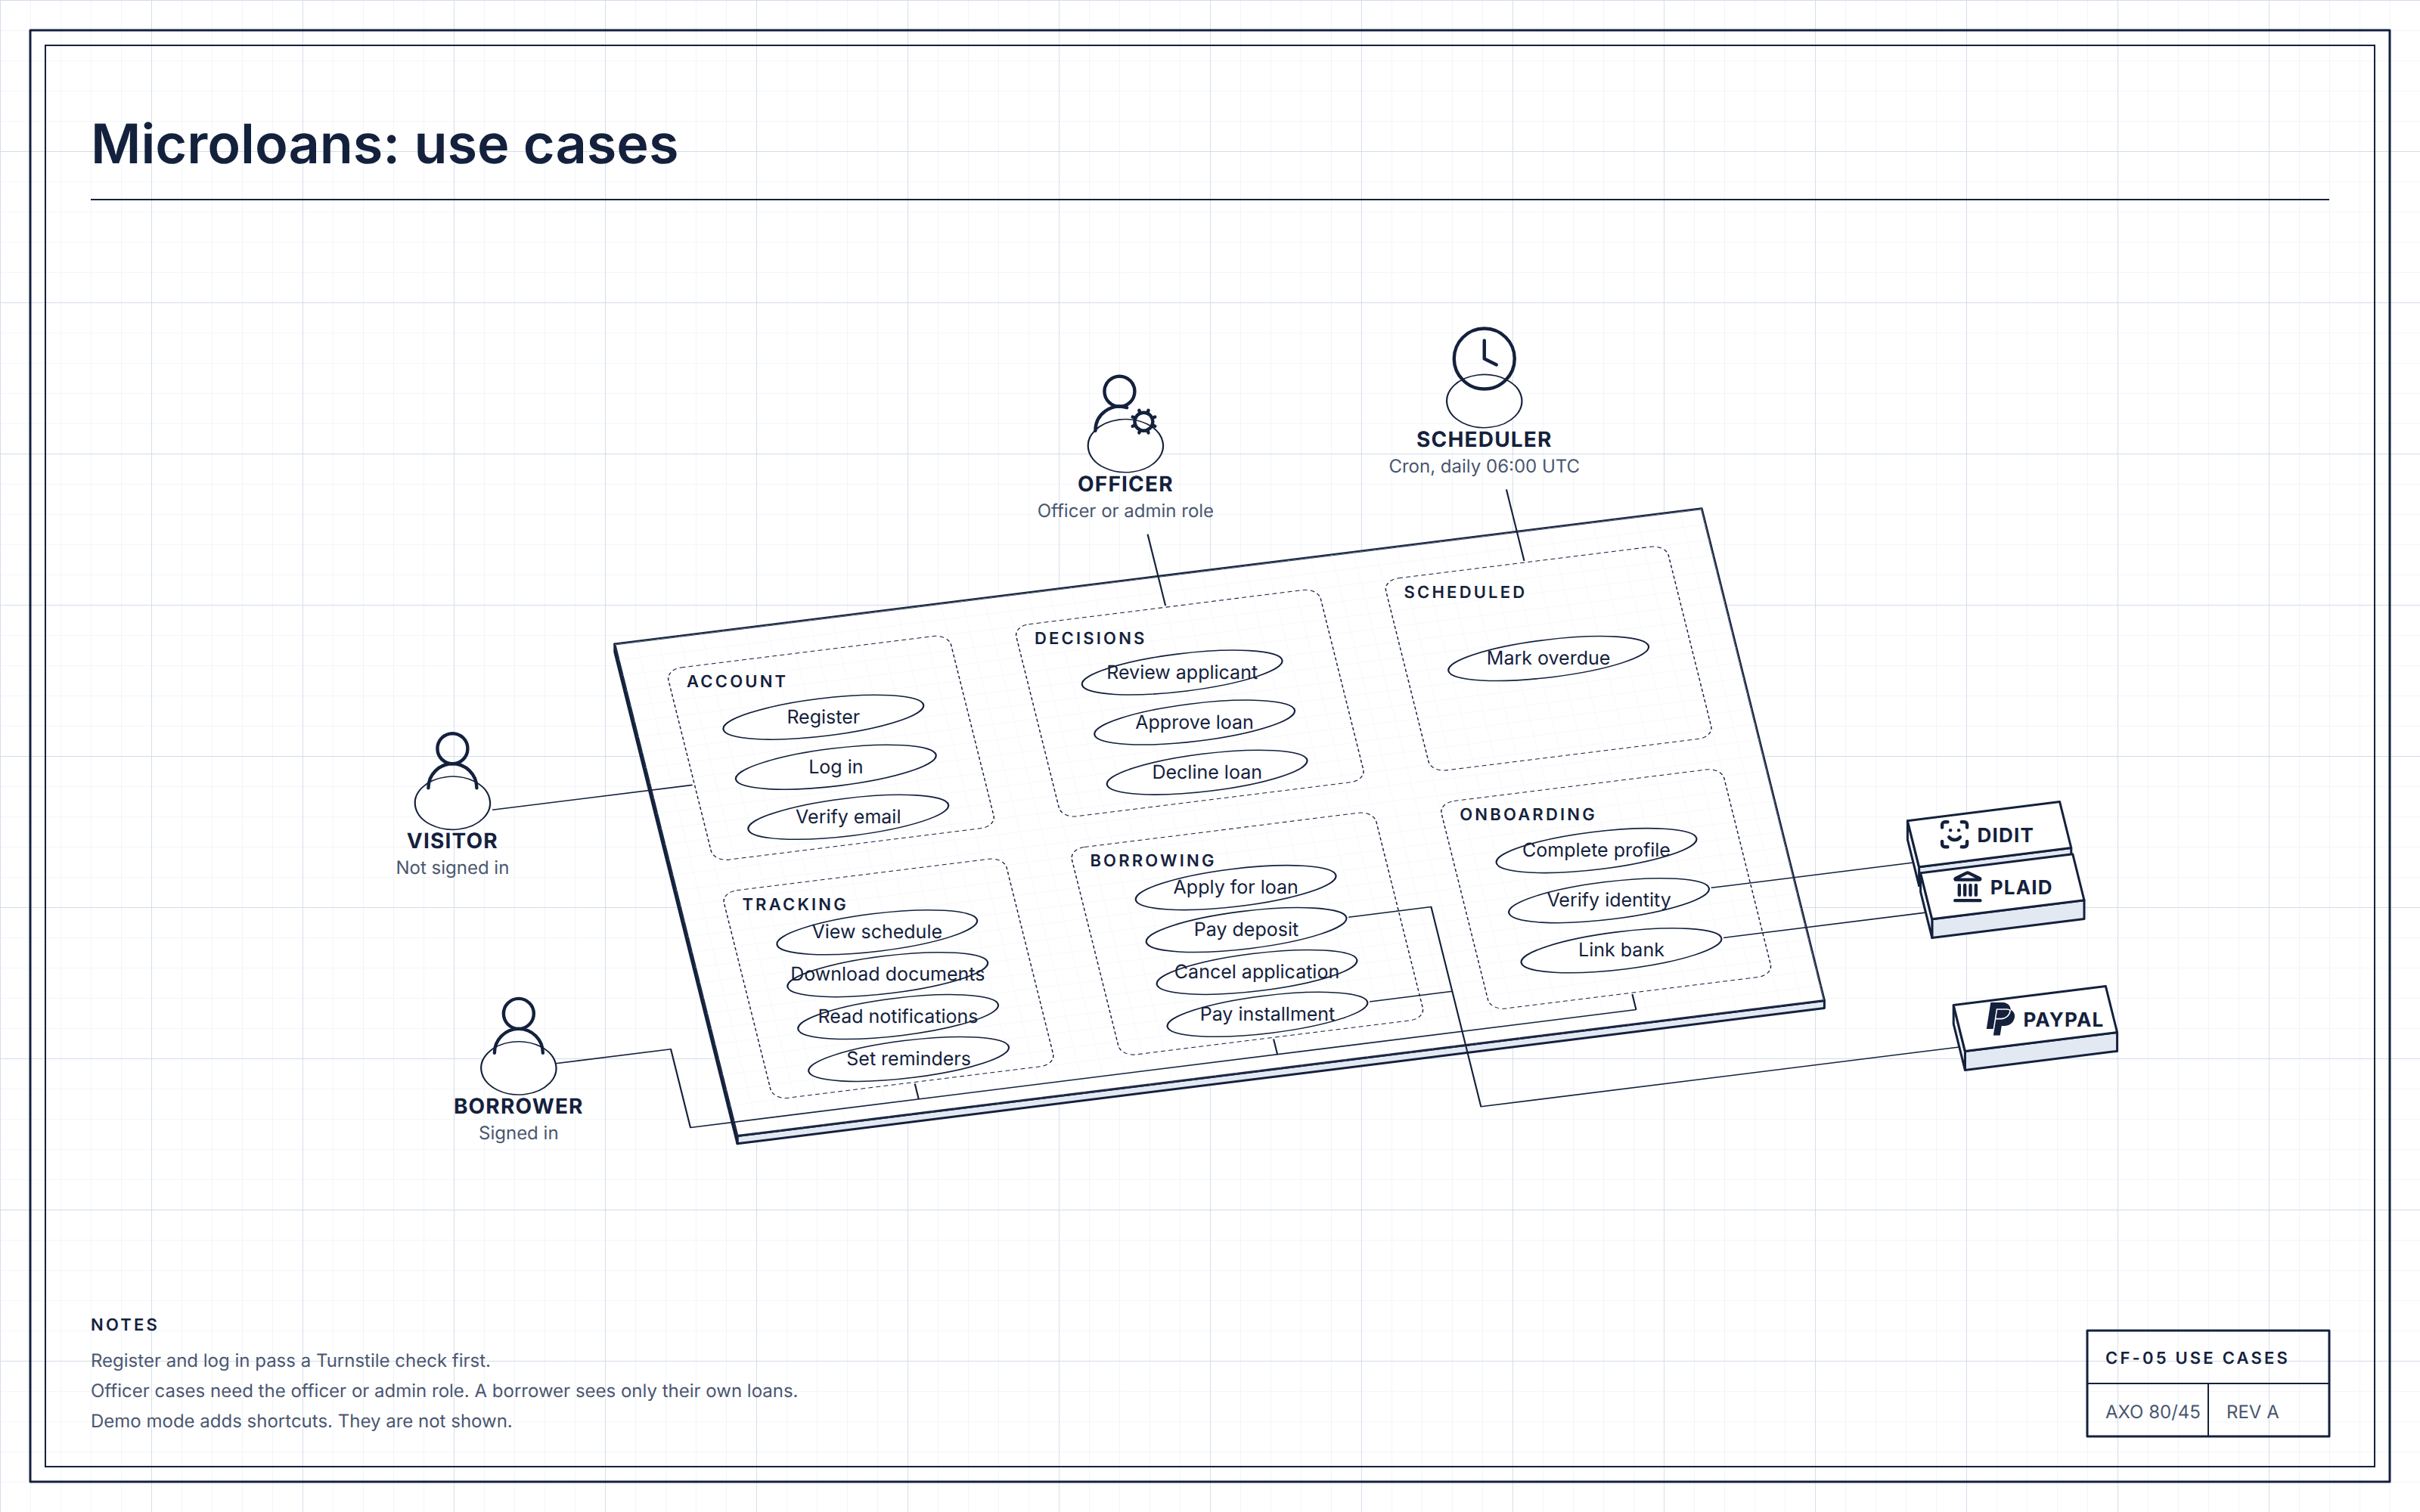 Microloans: use cases
SCHEDULER
Cron, daily 06:00 UTC
OFFICER
Officer or admin role
VISITOR
Not signed in
BORROWER
Signed in
ACCOUNT
Register
Log in
Verify email
DECISIONS
Review applicant
Approve loan
Decline loan
SCHEDULED
Mark overdue
TRACKING
View schedule
Download documents
Read notifications
Set reminders
BORROWING
Apply for loan
Pay deposit
Cancel application
Pay installment
ONBOARDING
Complete profile
Verify identity
Link bank
DIDIT
PLAID
PAYPAL
NOTES
Register and log in pass a Turnstile check first.
Officer cases need the officer or admin role. A borrower sees only their own loans.
Demo mode adds shortcuts. They are not shown.
CF-05 USE CASES
AXO 80/45
REV A